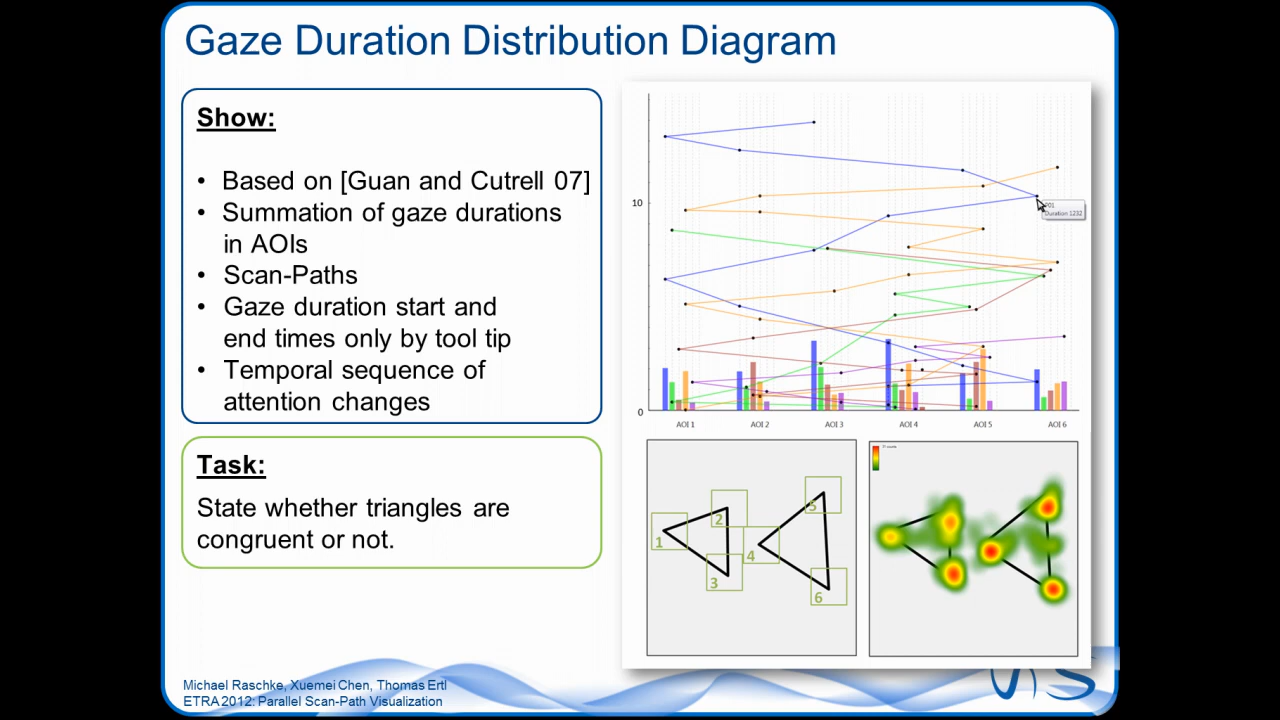 Gaze Duration Distribution Diagram
Show:
• Based on [Guan and Cutrell 07]
• Summation of gaze durations
in AOIs
• Scan-Paths
• Gaze duration start and
end times only by tool tip
• Temporal sequence of
attention changes
Task:
State whether triangles are
congruent or not.
10
P01
Duration 1232
0
AOI 1 AOI 2 AOI 3 AOI 4 AOI 5 AOI 6
1
2
3
4
5
6
Michael Raschke, Xuemei Chen, Thomas Ertl
ETRA 2012: Parallel Scan-Path Visualization